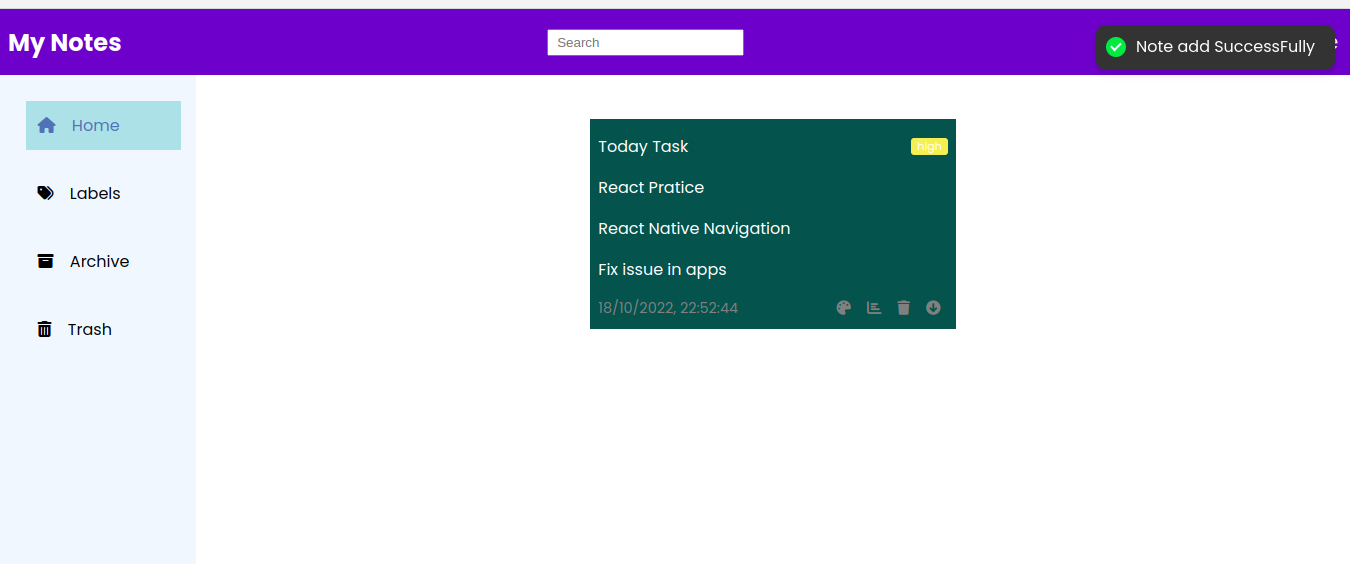 My Notes
Search
Note add SuccessFully
Home
Labels
Archive
Trash
Today Task
high
React Pratice
React Native Navigation
Fix issue in apps
18/10/2022, 22:52:44